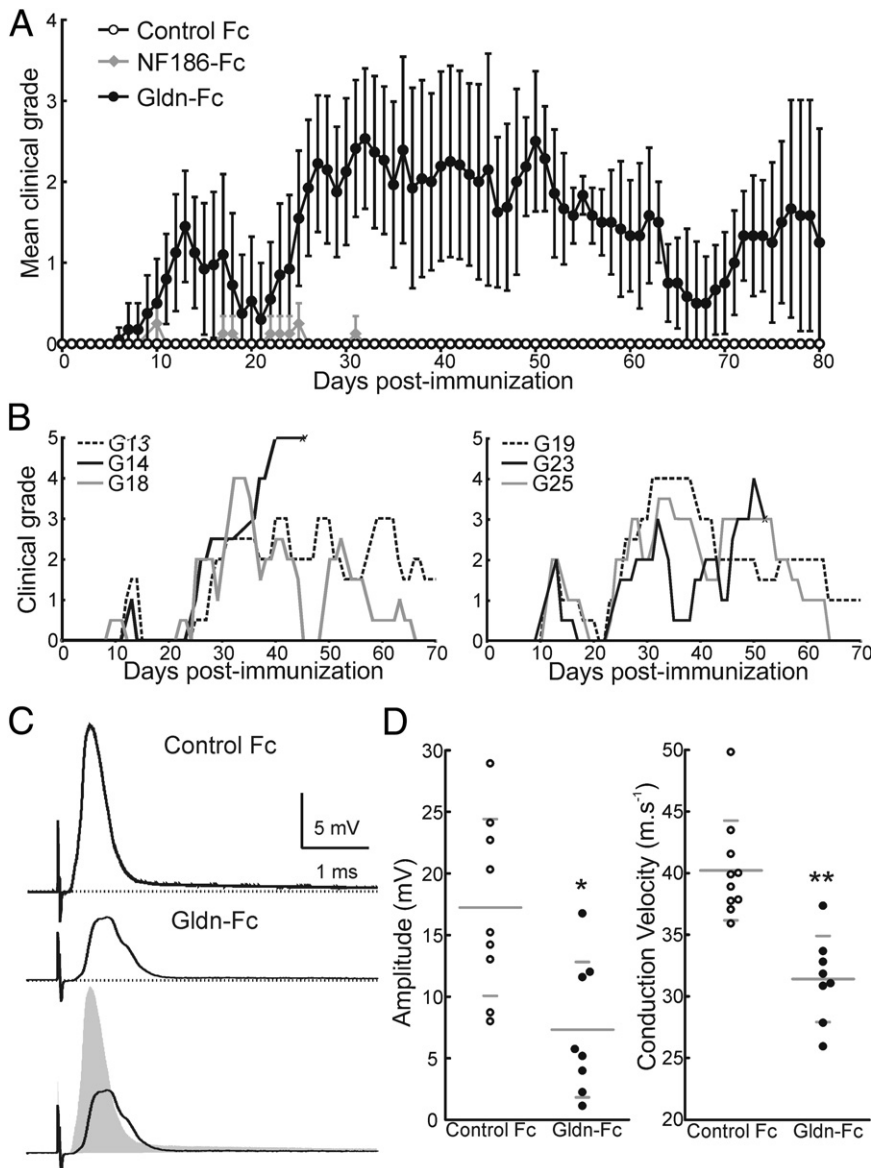 A
Control Fc
NF186-Fc
Gldn-Fc
Mean clinical grade
4
3
2
1
0
0 10 20 30 40 50 60 70 80
Days post-immunization
B
G13
G14
G18
Clinical grade
5
4
3
2
1
0
0 10 20 30 40 50 60 70
Days post-immunization
G19
G23
G25
5
4
3
2
1
0
0 10 20 30 40 50 60 70
Days post-immunization
C
Control Fc
5 mV
1 ms
Gldn-Fc
D
Amplitude (mV)
30
25
20
15
10
5
0
*
Control Fc Gldn-Fc
Conduction Velocity (m.s⁻¹)
50
45
40
35
30
25
20
**
Control Fc Gldn-Fc